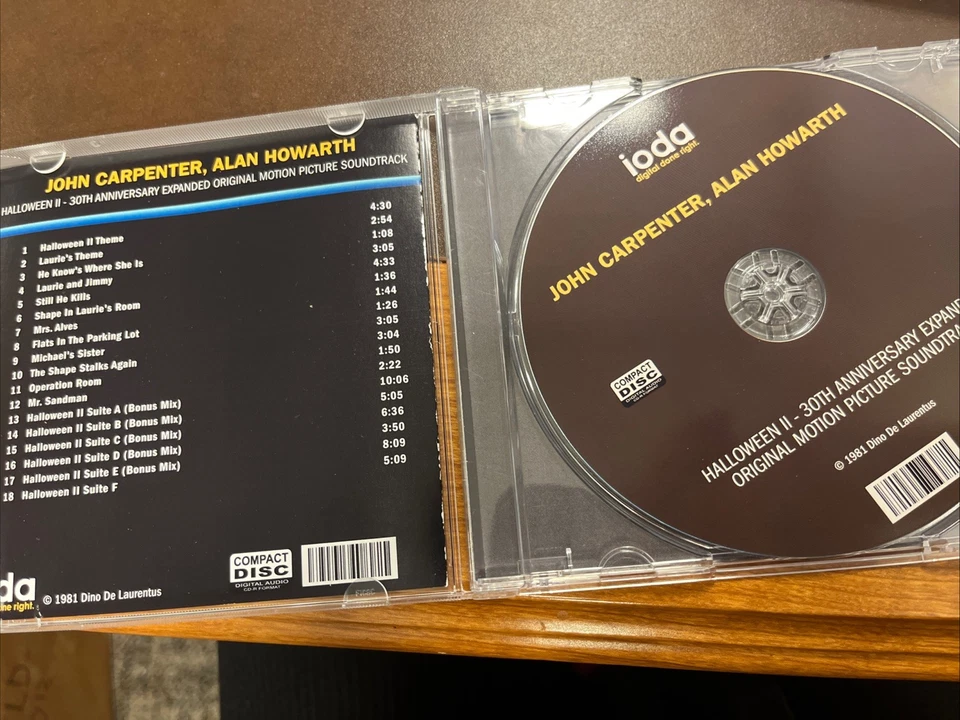 JOHN CARPENTER, ALAN HOWARTH
HALLOWEEN II - 30TH ANNIVERSARY EXPANDED ORIGINAL MOTION PICTURE SOUNDTRACK
1 Halloween II Theme 4:30
2 Laurie's Theme 2:54
3 He Know's Where She Is 1:08
4 Laurie and Jimmy 3:05
5 Still He Kills 4:33
6 Shape In Laurie's Room 1:36
7 Mrs. Alves 1:44
8 Flats In The Parking Lot 1:26
9 Michael's Sister 3:05
10 The Shape Stalks Again 3:04
11 Operation Room 1:50
12 Mr. Sandman 2:22
13 Halloween II Suite A (Bonus Mix) 10:06
14 Halloween II Suite B (Bonus Mix) 5:05
15 Halloween II Suite C (Bonus Mix) 6:36
16 Halloween II Suite D (Bonus Mix) 3:50
17 Halloween II Suite E (Bonus Mix) 8:09
18 Halloween II Suite F 5:09
da
ne right.
© 1981 Dino De Laurentus
COMPACT
DISC
DIGITAL AUDIO
CD-R FORMAT
ioda
digital done right.
JOHN CARPENTER, ALAN HOWARTH
COMPACT
DISC
DIGITAL AUDIO
HALLOWEEN II - 30TH ANNIVERSARY EXPAND
ORIGINAL MOTION PICTURE SOUNDTRA
© 1981 Dino De Laurentus